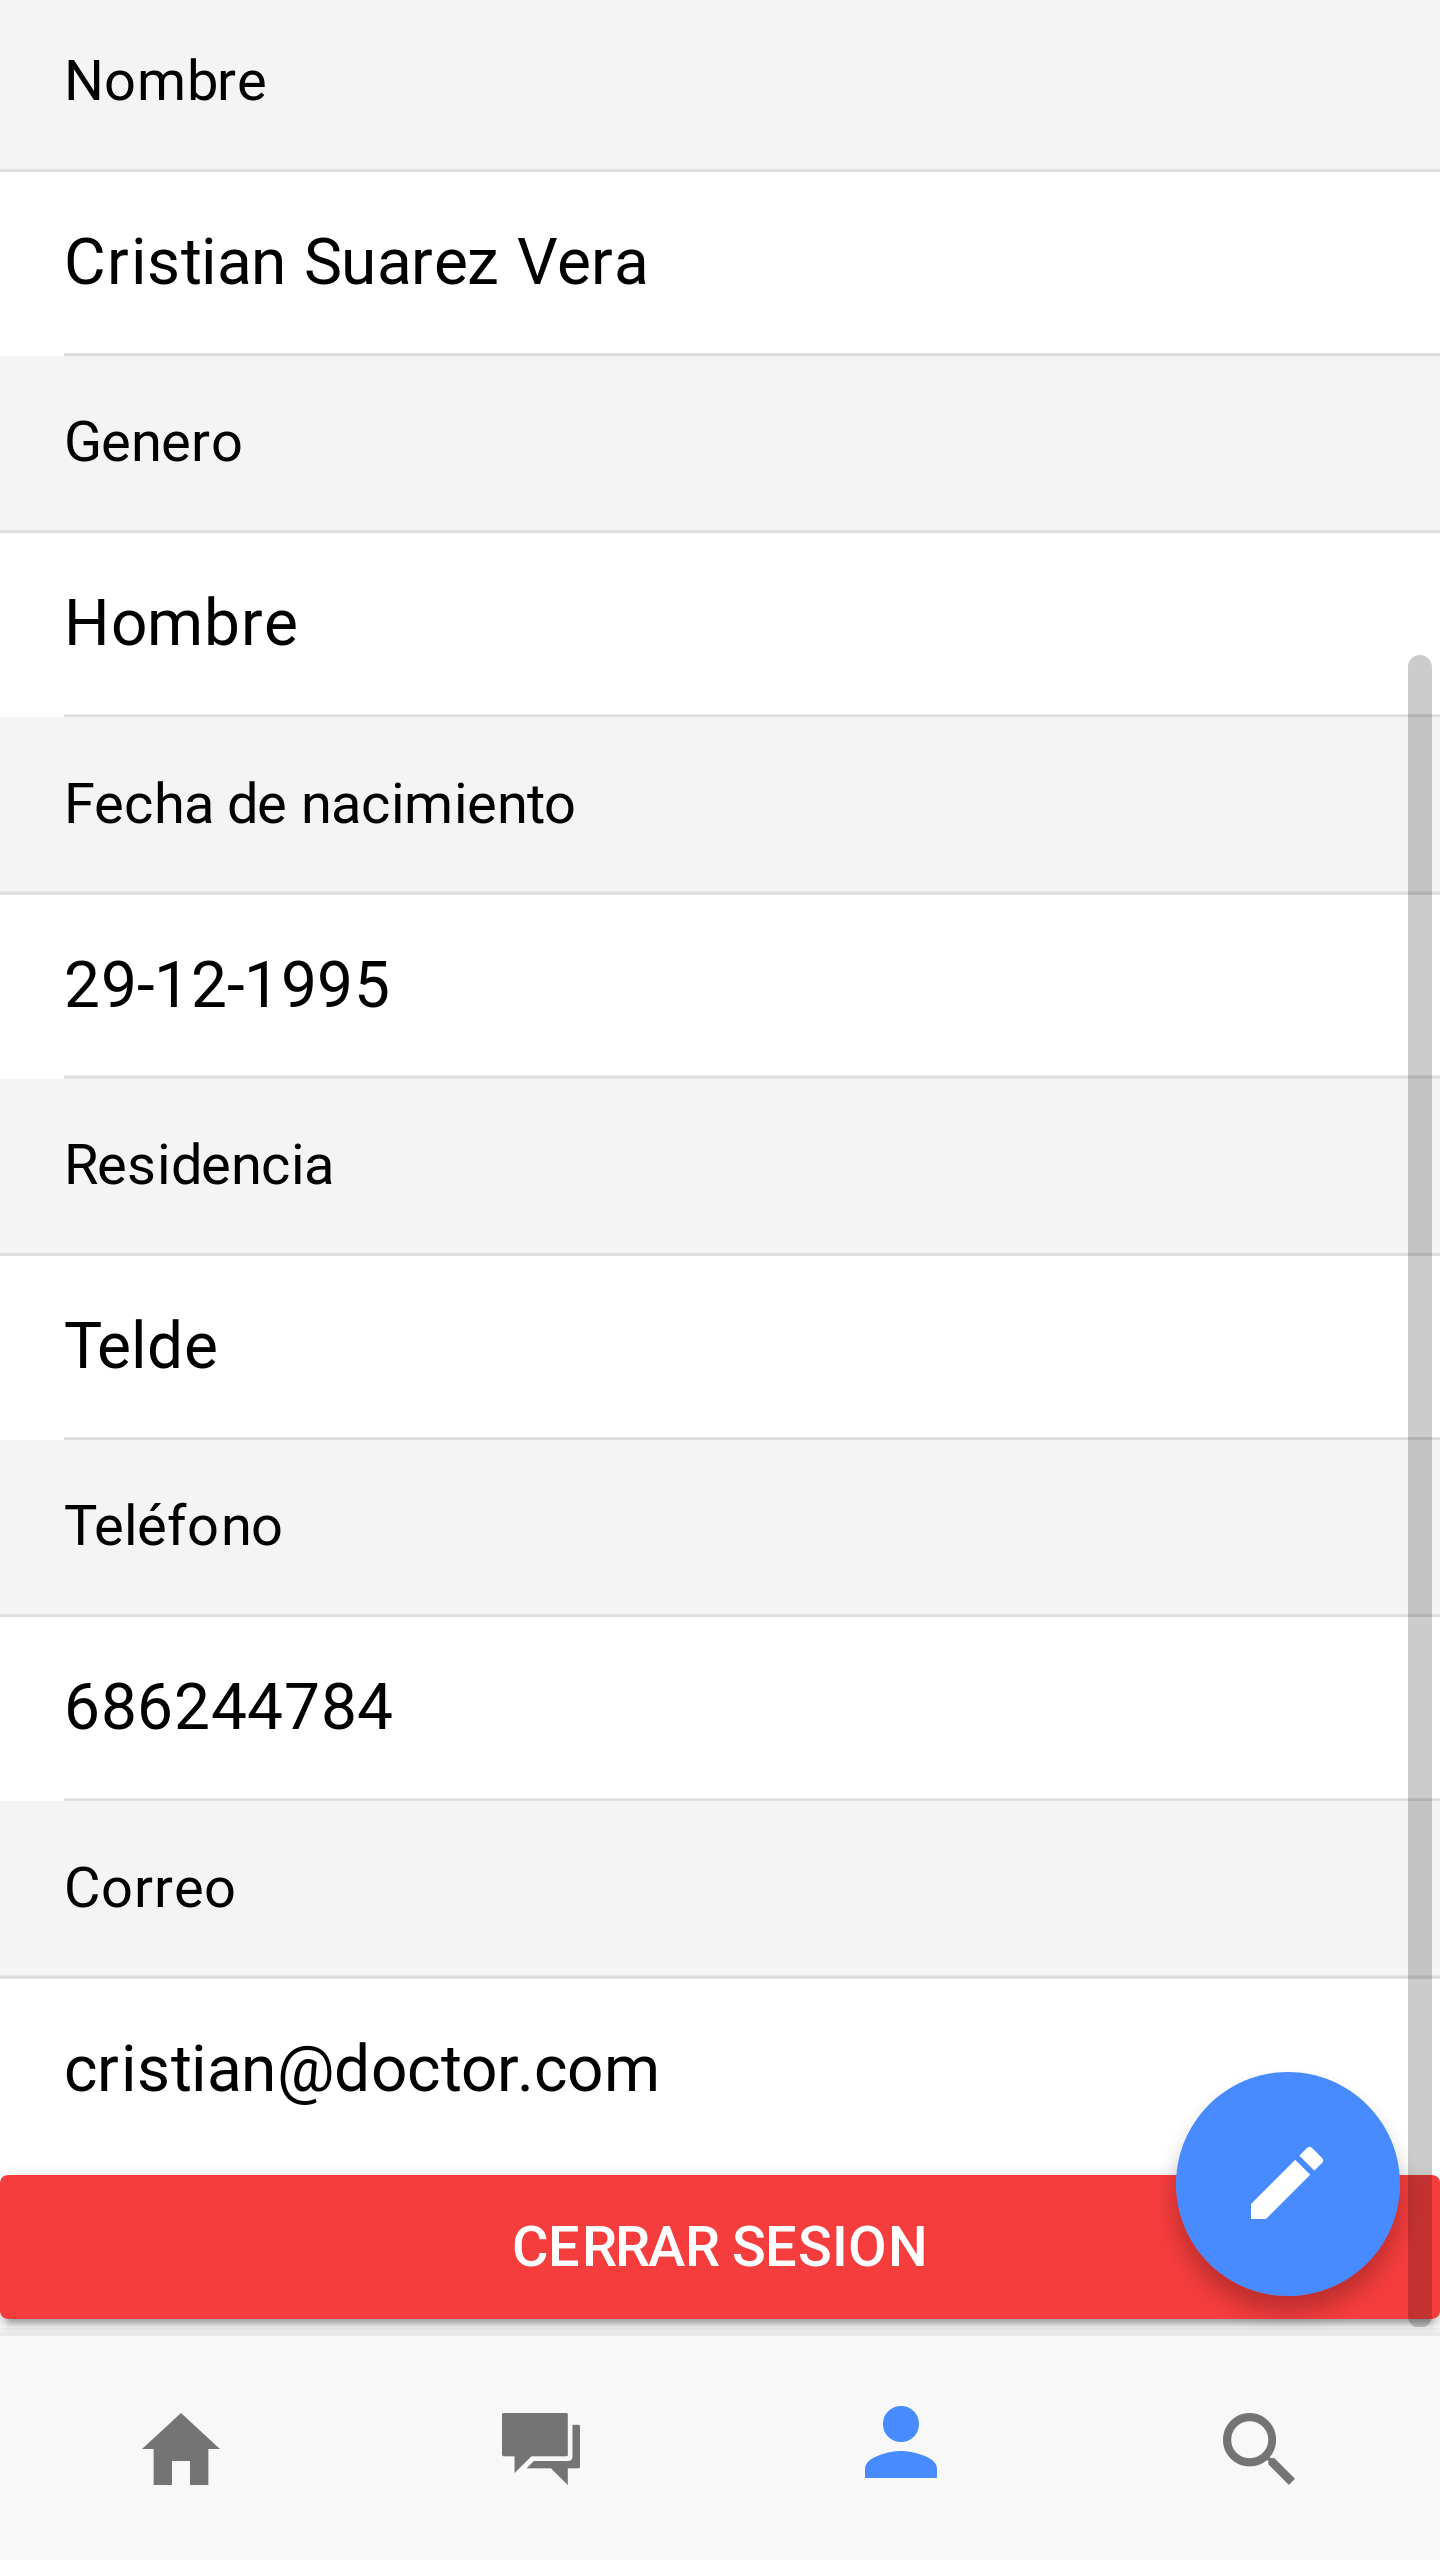 Nombre
Cristian Suarez Vera
Genero
Hombre
Fecha de nacimiento
29-12-1995
Residencia
Telde
Teléfono
686244784
Correo
cristian@doctor.com
CERRAR SESION